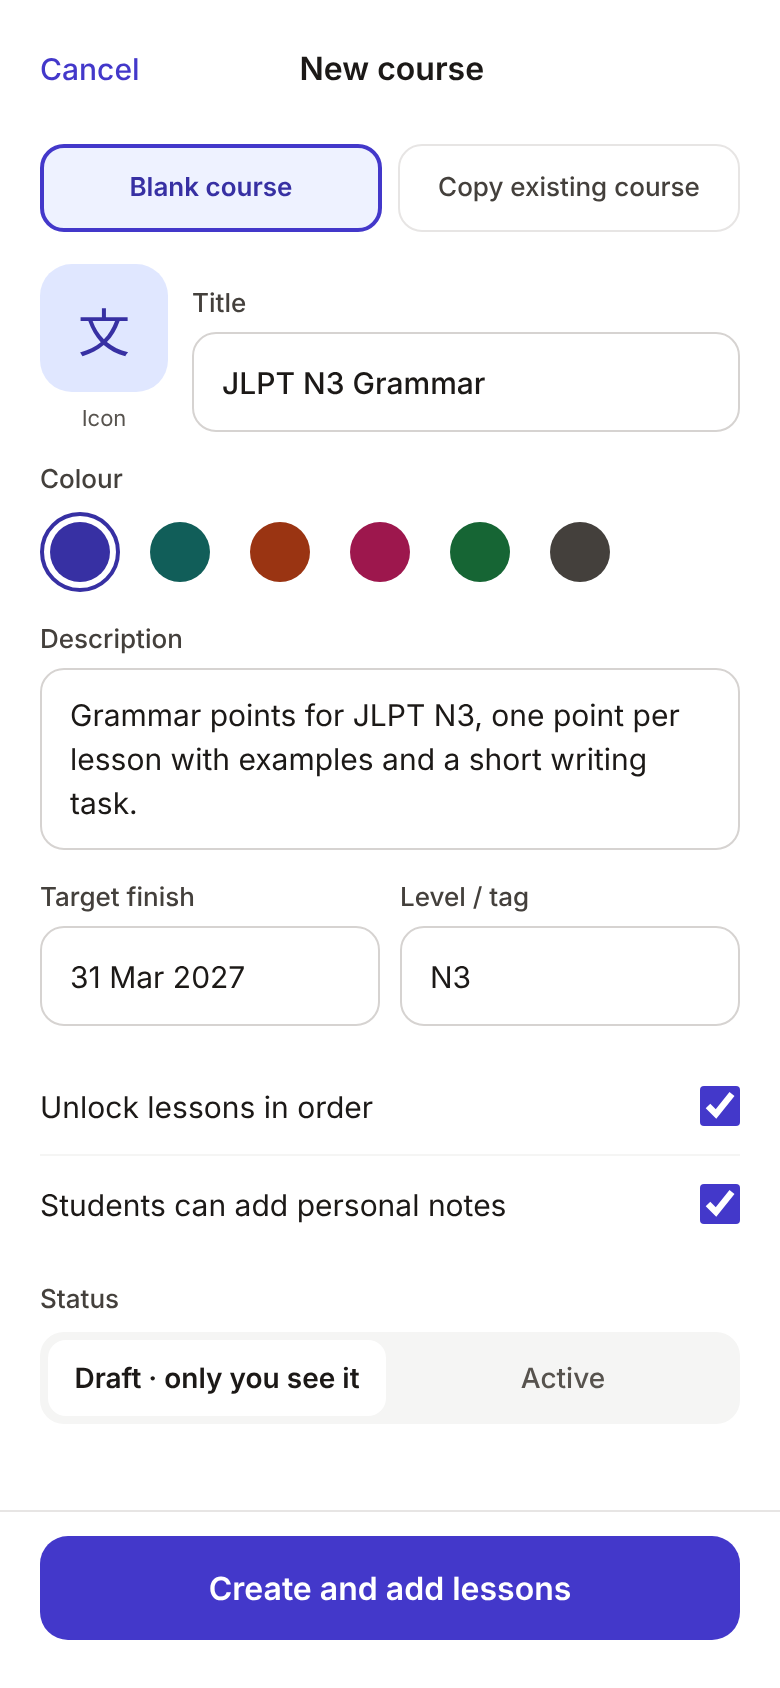 Cancel
New course
Blank course
Copy existing course
文
Icon
Title
JLPT N3 Grammar
Colour
Description
Grammar points for JLPT N3, one point per
lesson with examples and a short writing
task.
Target finish
Level / tag
31 Mar 2027
N3
Unlock lessons in order
Students can add personal notes
Status
Draft · only you see it
Active
Create and add lessons